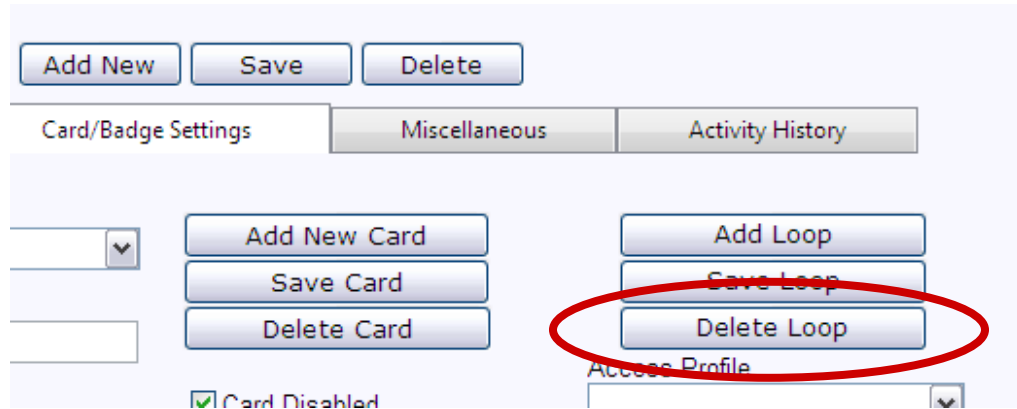 Add New Save Delete
Card/Badge Settings Miscellaneous Activity History
Add New Card Add Loop
Save Card Save Loop
Delete Card Delete Loop
Access Profile
Card Disabled